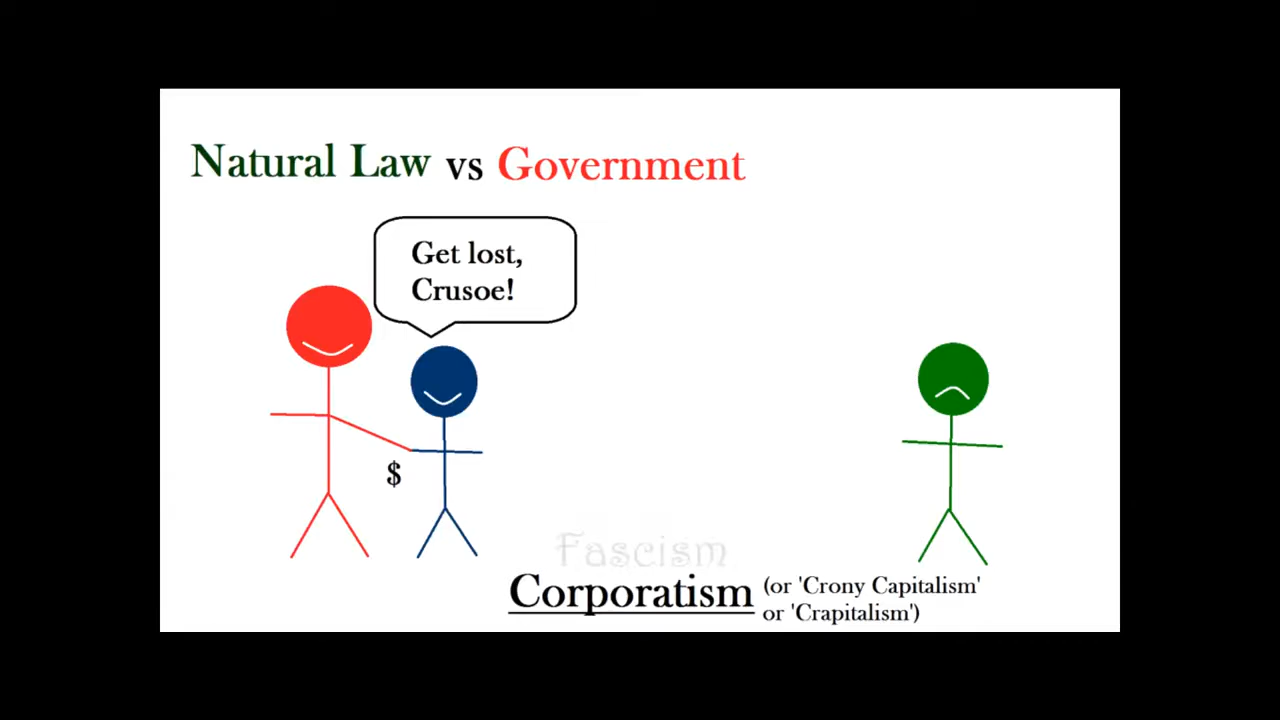 Natural Law vs Government
Get lost,
Crusoe!
$
Fascism
Corporatism (or 'Crony Capitalism'
or 'Crapitalism')